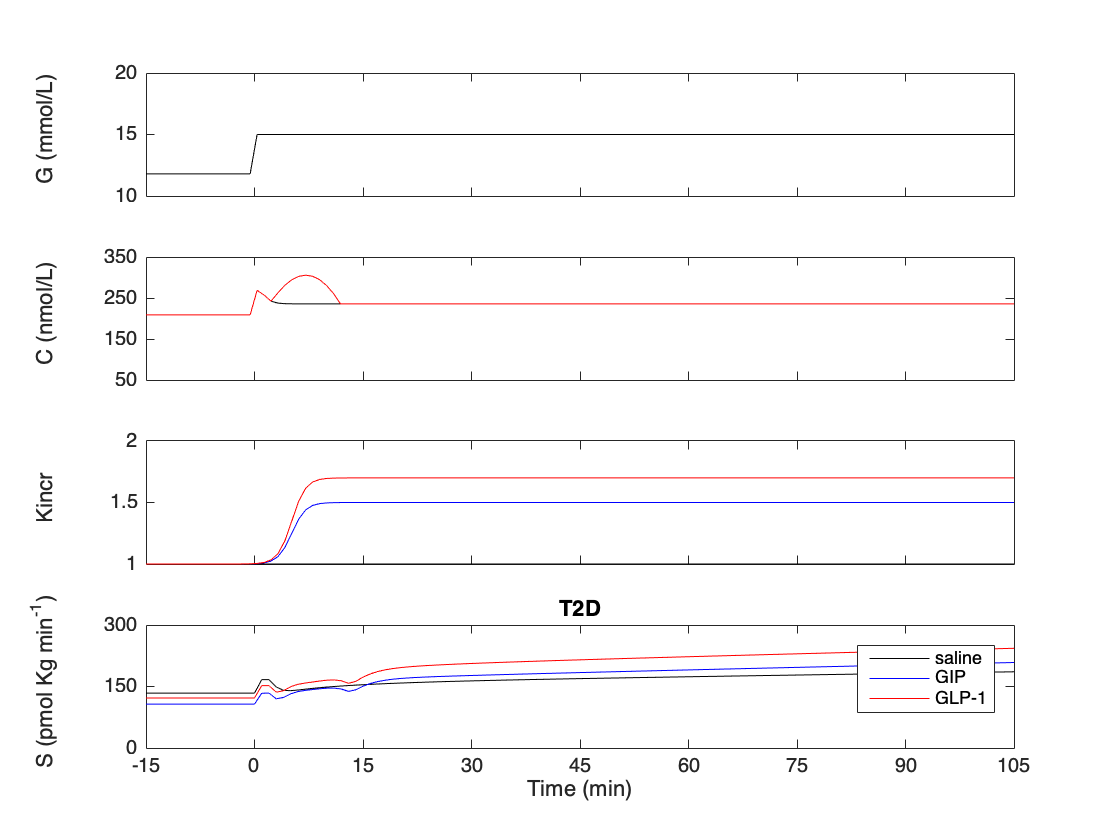 20
15
10
G (mmol/L)
350
250
150
50
C (nmol/L)
2
1.5
1
Kincr
T2D
300
150
0
S (pmol Kg min^-1 )
saline
GIP
GLP-1
-15 0 15 30 45 60 75 90 105
Time (min)